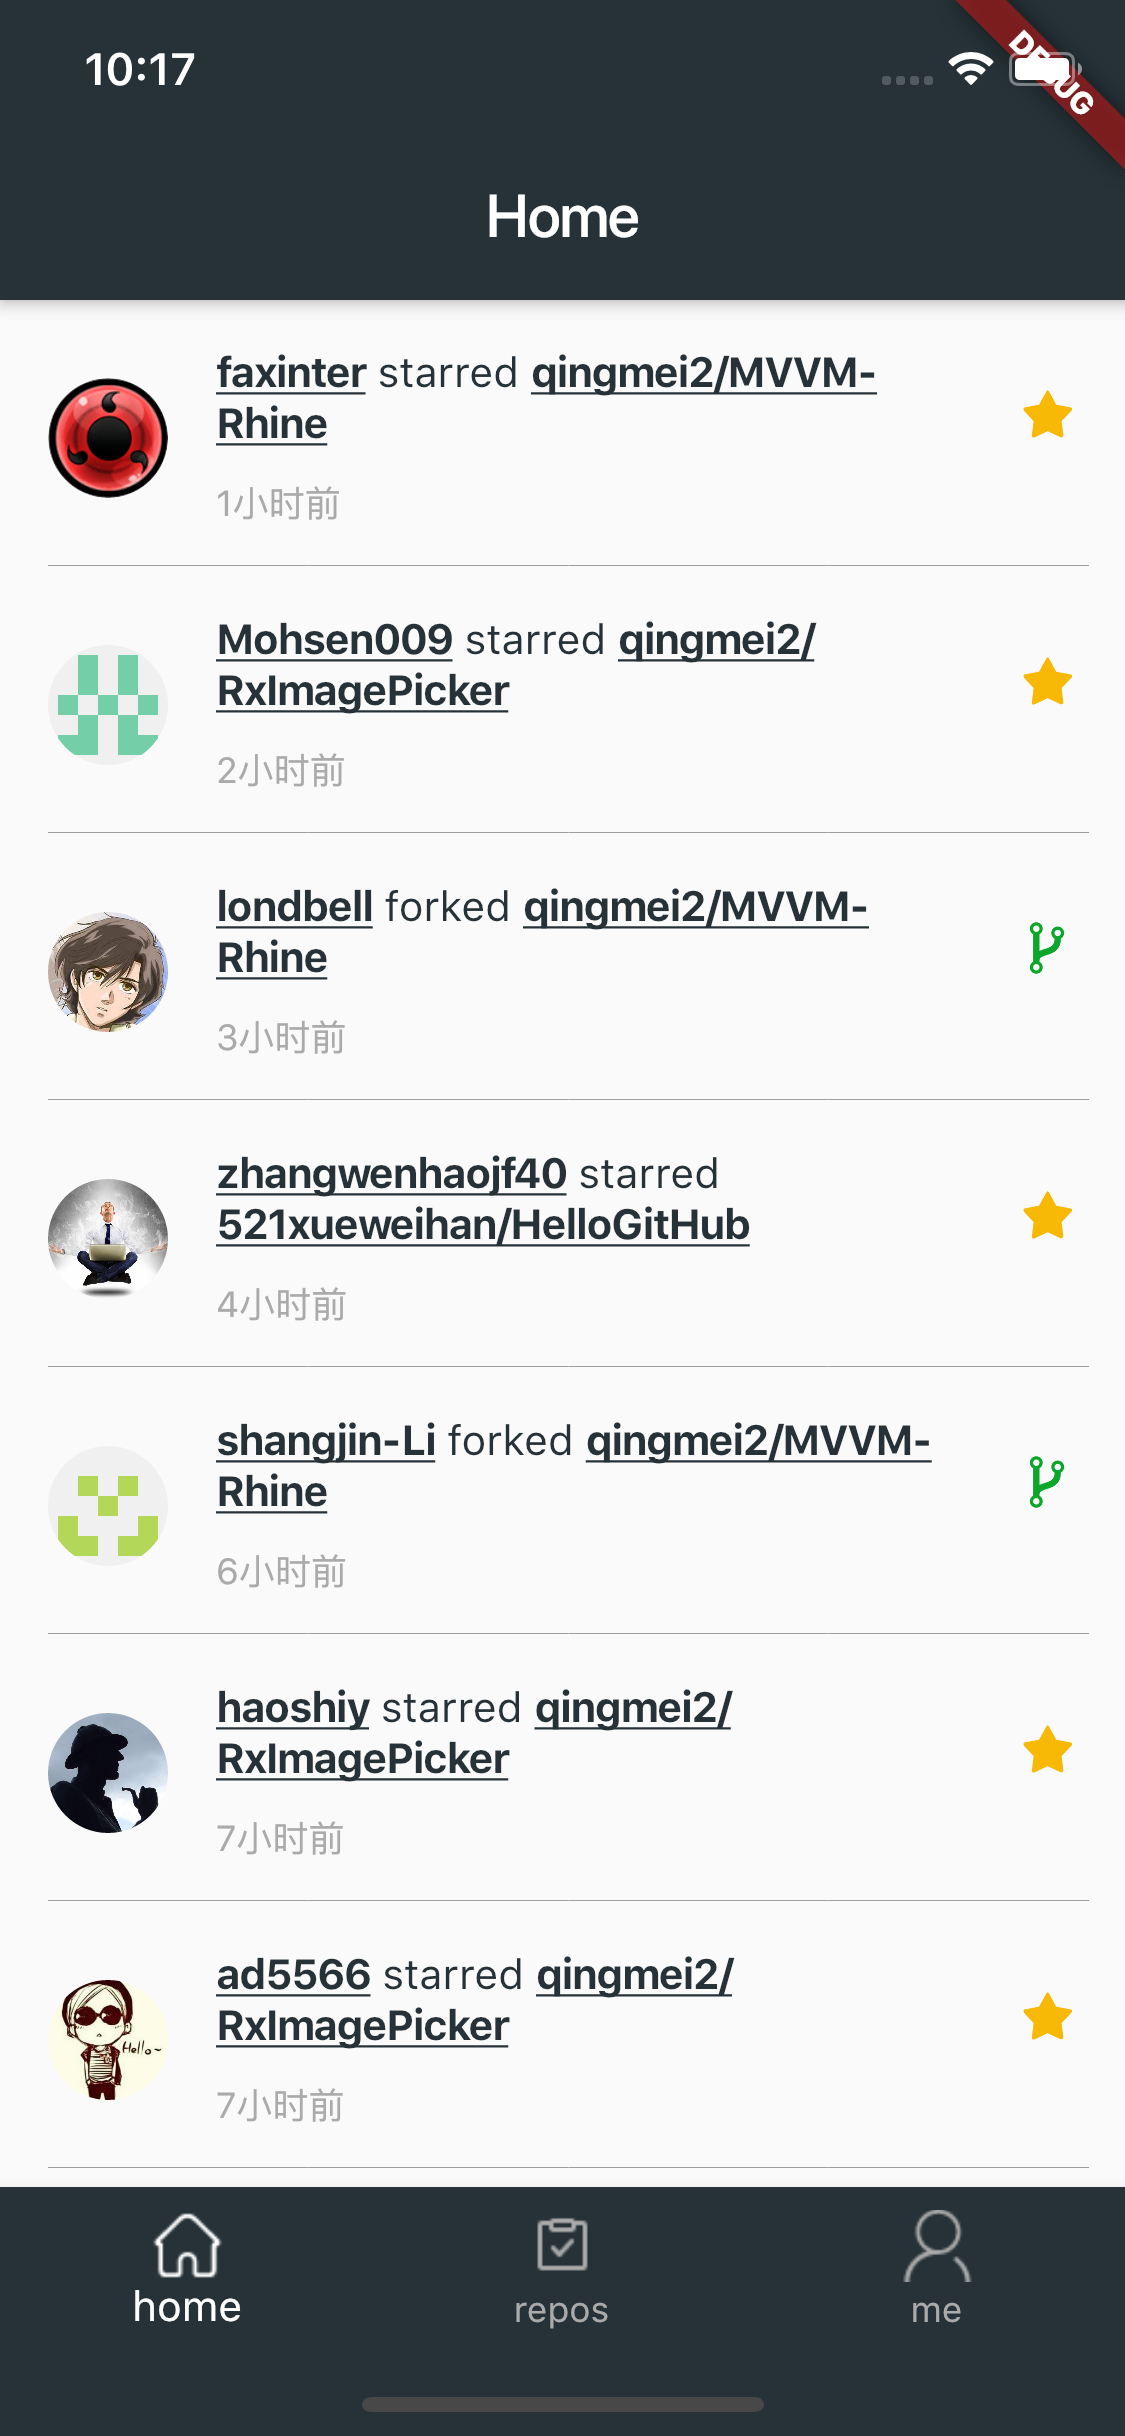 10:17
DEBUG
Home
faxinter starred qingmei2/MVVM-
Rhine
1小时前
Mohsen009 starred qingmei2/
RxImagePicker
2小时前
londbell forked qingmei2/MVVM-
Rhine
3小时前
zhangwenhaojf40 starred
521xueweihan/HelloGitHub
4小时前
shangjin-Li forked qingmei2/MVVM-
Rhine
6小时前
haoshiy starred qingmei2/
RxImagePicker
7小时前
ad5566 starred qingmei2/
RxImagePicker
Hello~
7小时前
home
repos
me